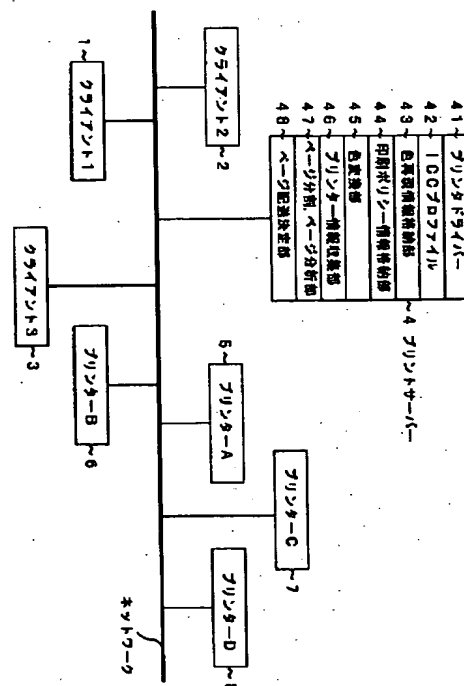 41～プリンタドライバー
42～ICCプロファイル
43～色再現情報格納部
44～印刷ポリシー情報格納部
45～色変換部
46～プリンター情報収集部
47～ページ分割、ページ分析部
48～ページ配送決定部
～4 プリントサーバー
クライアント2
～2
1～
クライアント1
クライアント3
～3
5～
プリンターA
プリンターB
～6
プリンターC
～7
プリンターD
～8
ネットワーク